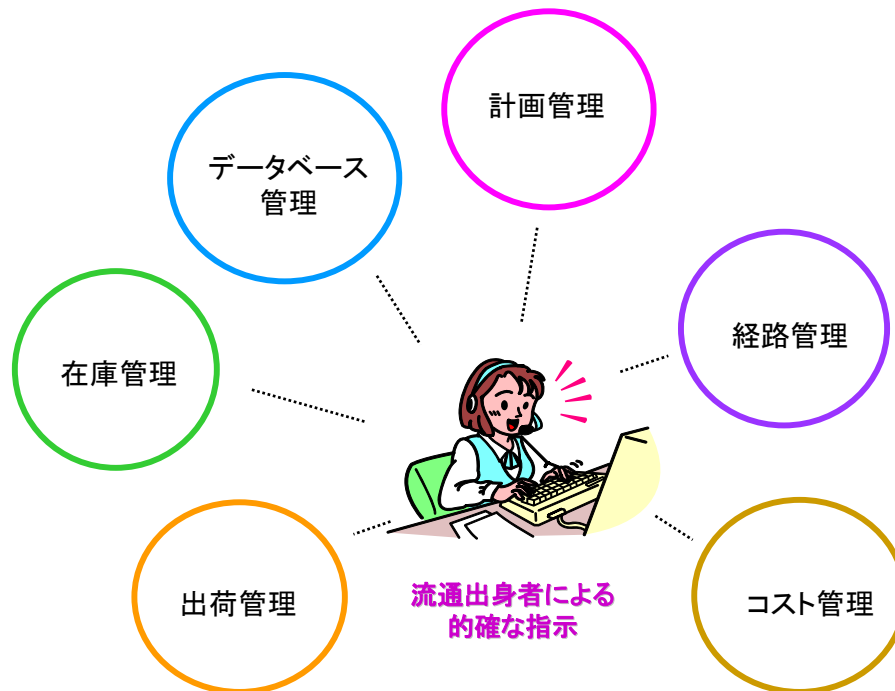 計画管理
データベース
管理
経路管理
在庫管理
出荷管理
流通出身者による
的確な指示
コスト管理